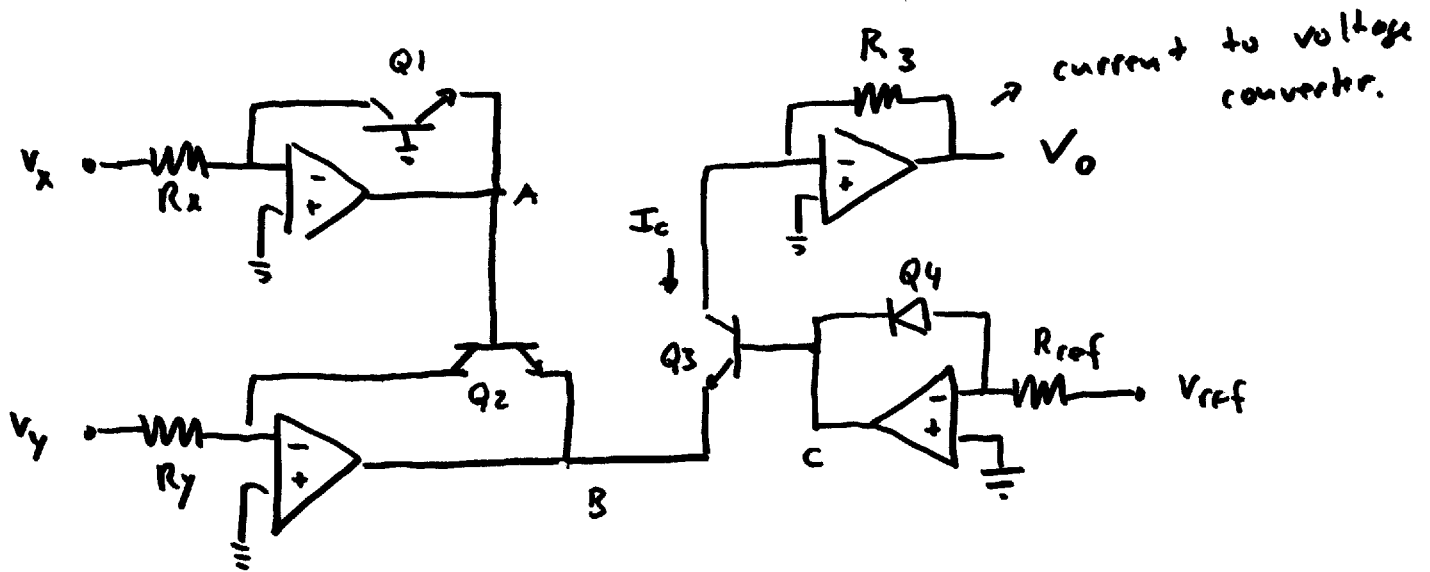 Q1
R3
current to voltage
converter.
Vx
Rx
A
Vo
Ic
Q4
Q3
Rref
Vref
Q2
Vy
Ry
B
C